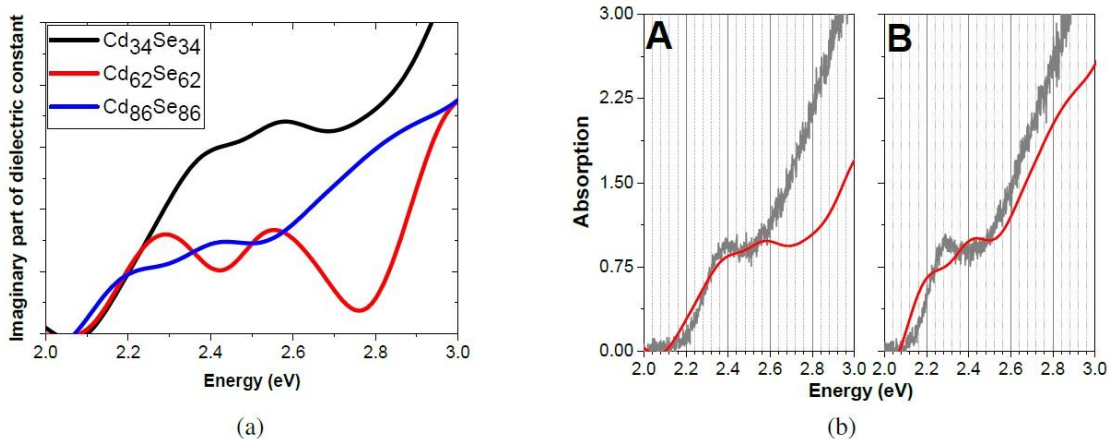 Imaginary part of dielectric constant
Cd34Se34
Cd62Se62
Cd86Se86
2.0 2.2 2.4 2.6 2.8 3.0
Energy (eV)
(a)
Absorption
3.00
2.25
1.50
0.75
0.00
A
B
2.0 2.2 2.4 2.6 2.8 2.0 2.2 2.4 2.6 2.8 3.0
Energy (eV)
(b)